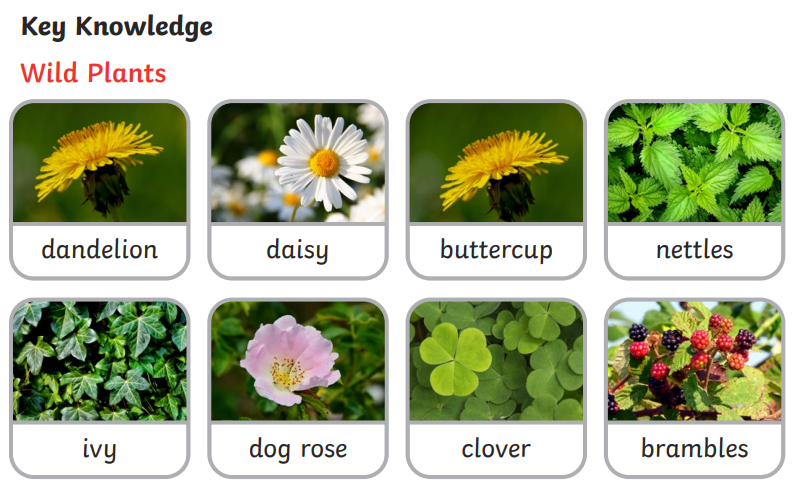 Key Knowledge
Wild Plants
dandelion daisy buttercup nettles
ivy dog rose clover brambles